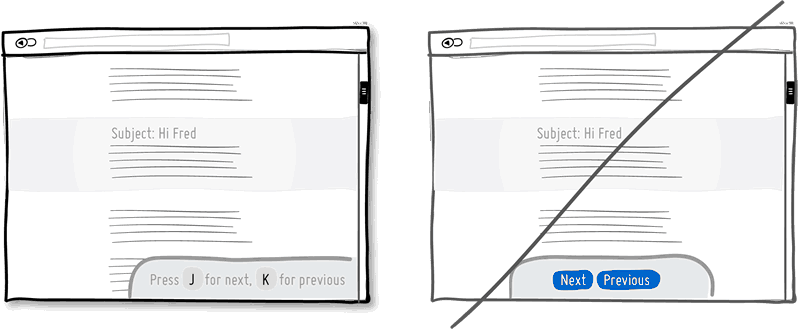 Subject: Hi Fred
Press J for next, K for previous
Subject: Hi Fred
Next Previous